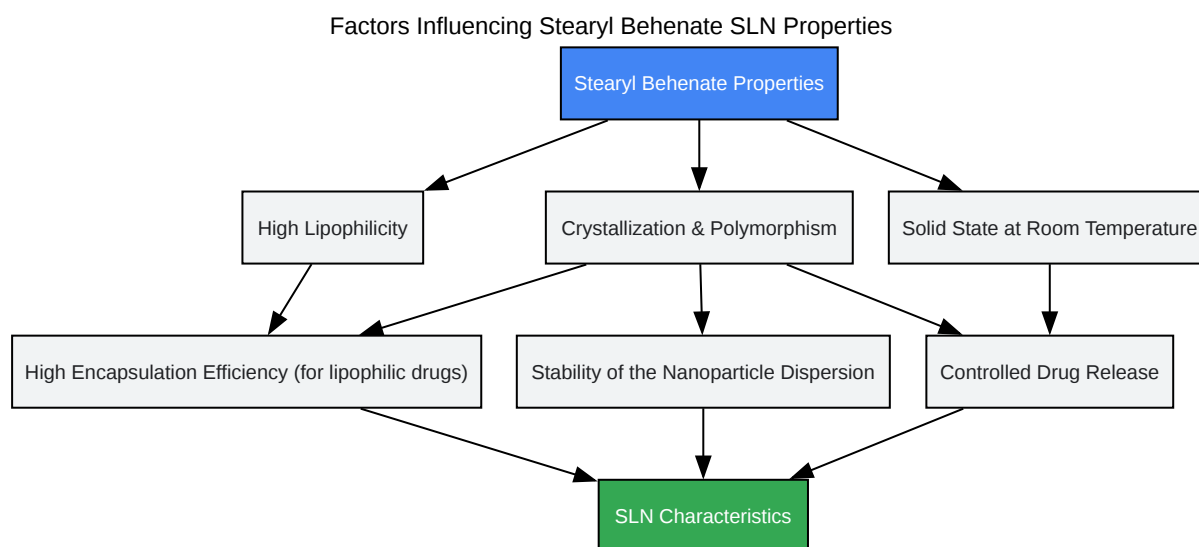 Factors Influencing Stearyl Behenate SLN Properties
Stearyl Behenate Properties
High Lipophilicity
Crystallization & Polymorphism
Solid State at Room Temperature
High Encapsulation Efficiency (for lipophilic drugs)
Stability of the Nanoparticle Dispersion
Controlled Drug Release
SLN Characteristics